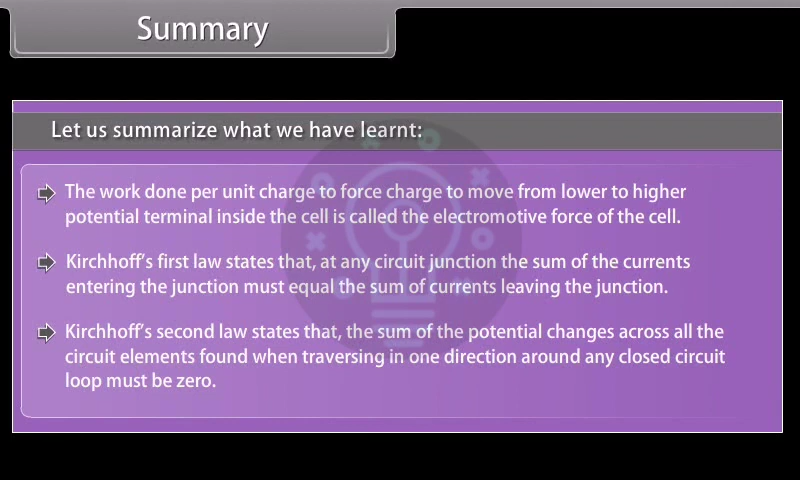 Summary
Let us summarize what we have learnt:
The work done per unit charge to force charge to move from lower to higher
potential terminal inside the cell is called the electromotive force of the cell.
Kirchhoff's first law states that, at any circuit junction the sum of the currents
entering the junction must equal the sum of currents leaving the junction.
Kirchhoff's second law states that, the sum of the potential changes across all the
circuit elements found when traversing in one direction around any closed circuit
loop must be zero.